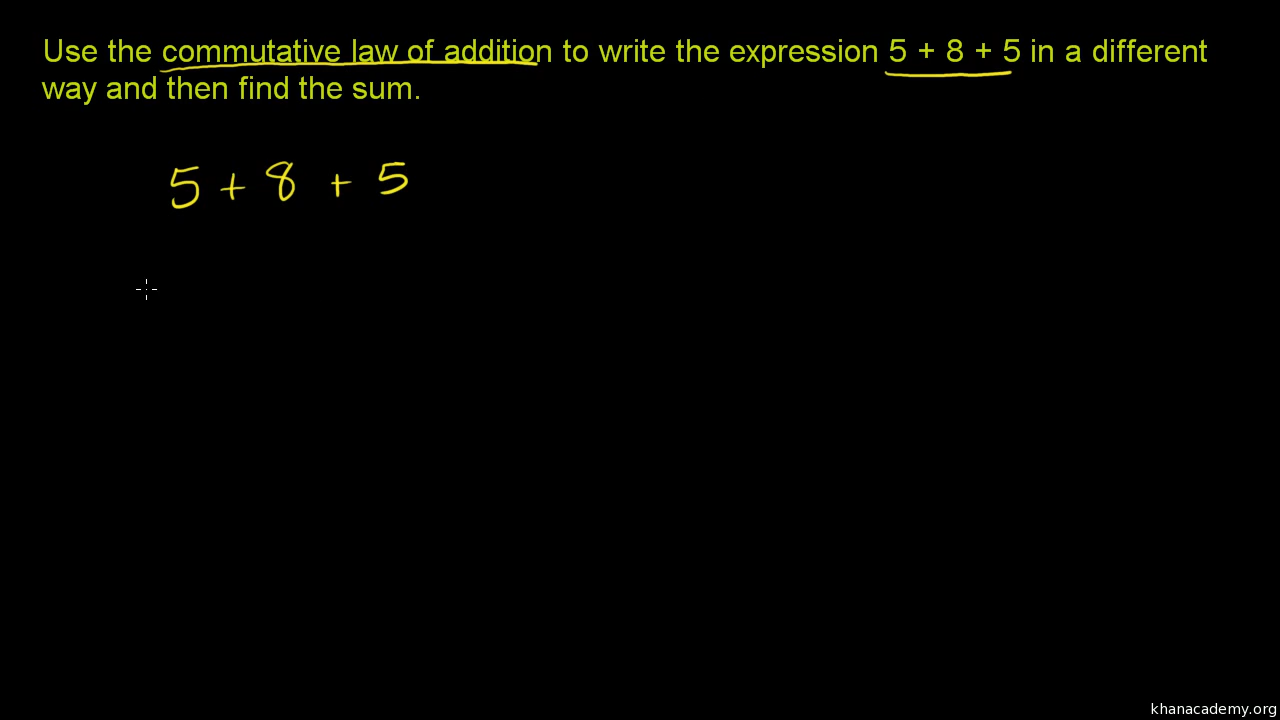 Use the commutative law of addition to write the expression 5 + 8 + 5 in a different
way and then find the sum.
5 + 8 + 5
khanacademy.org